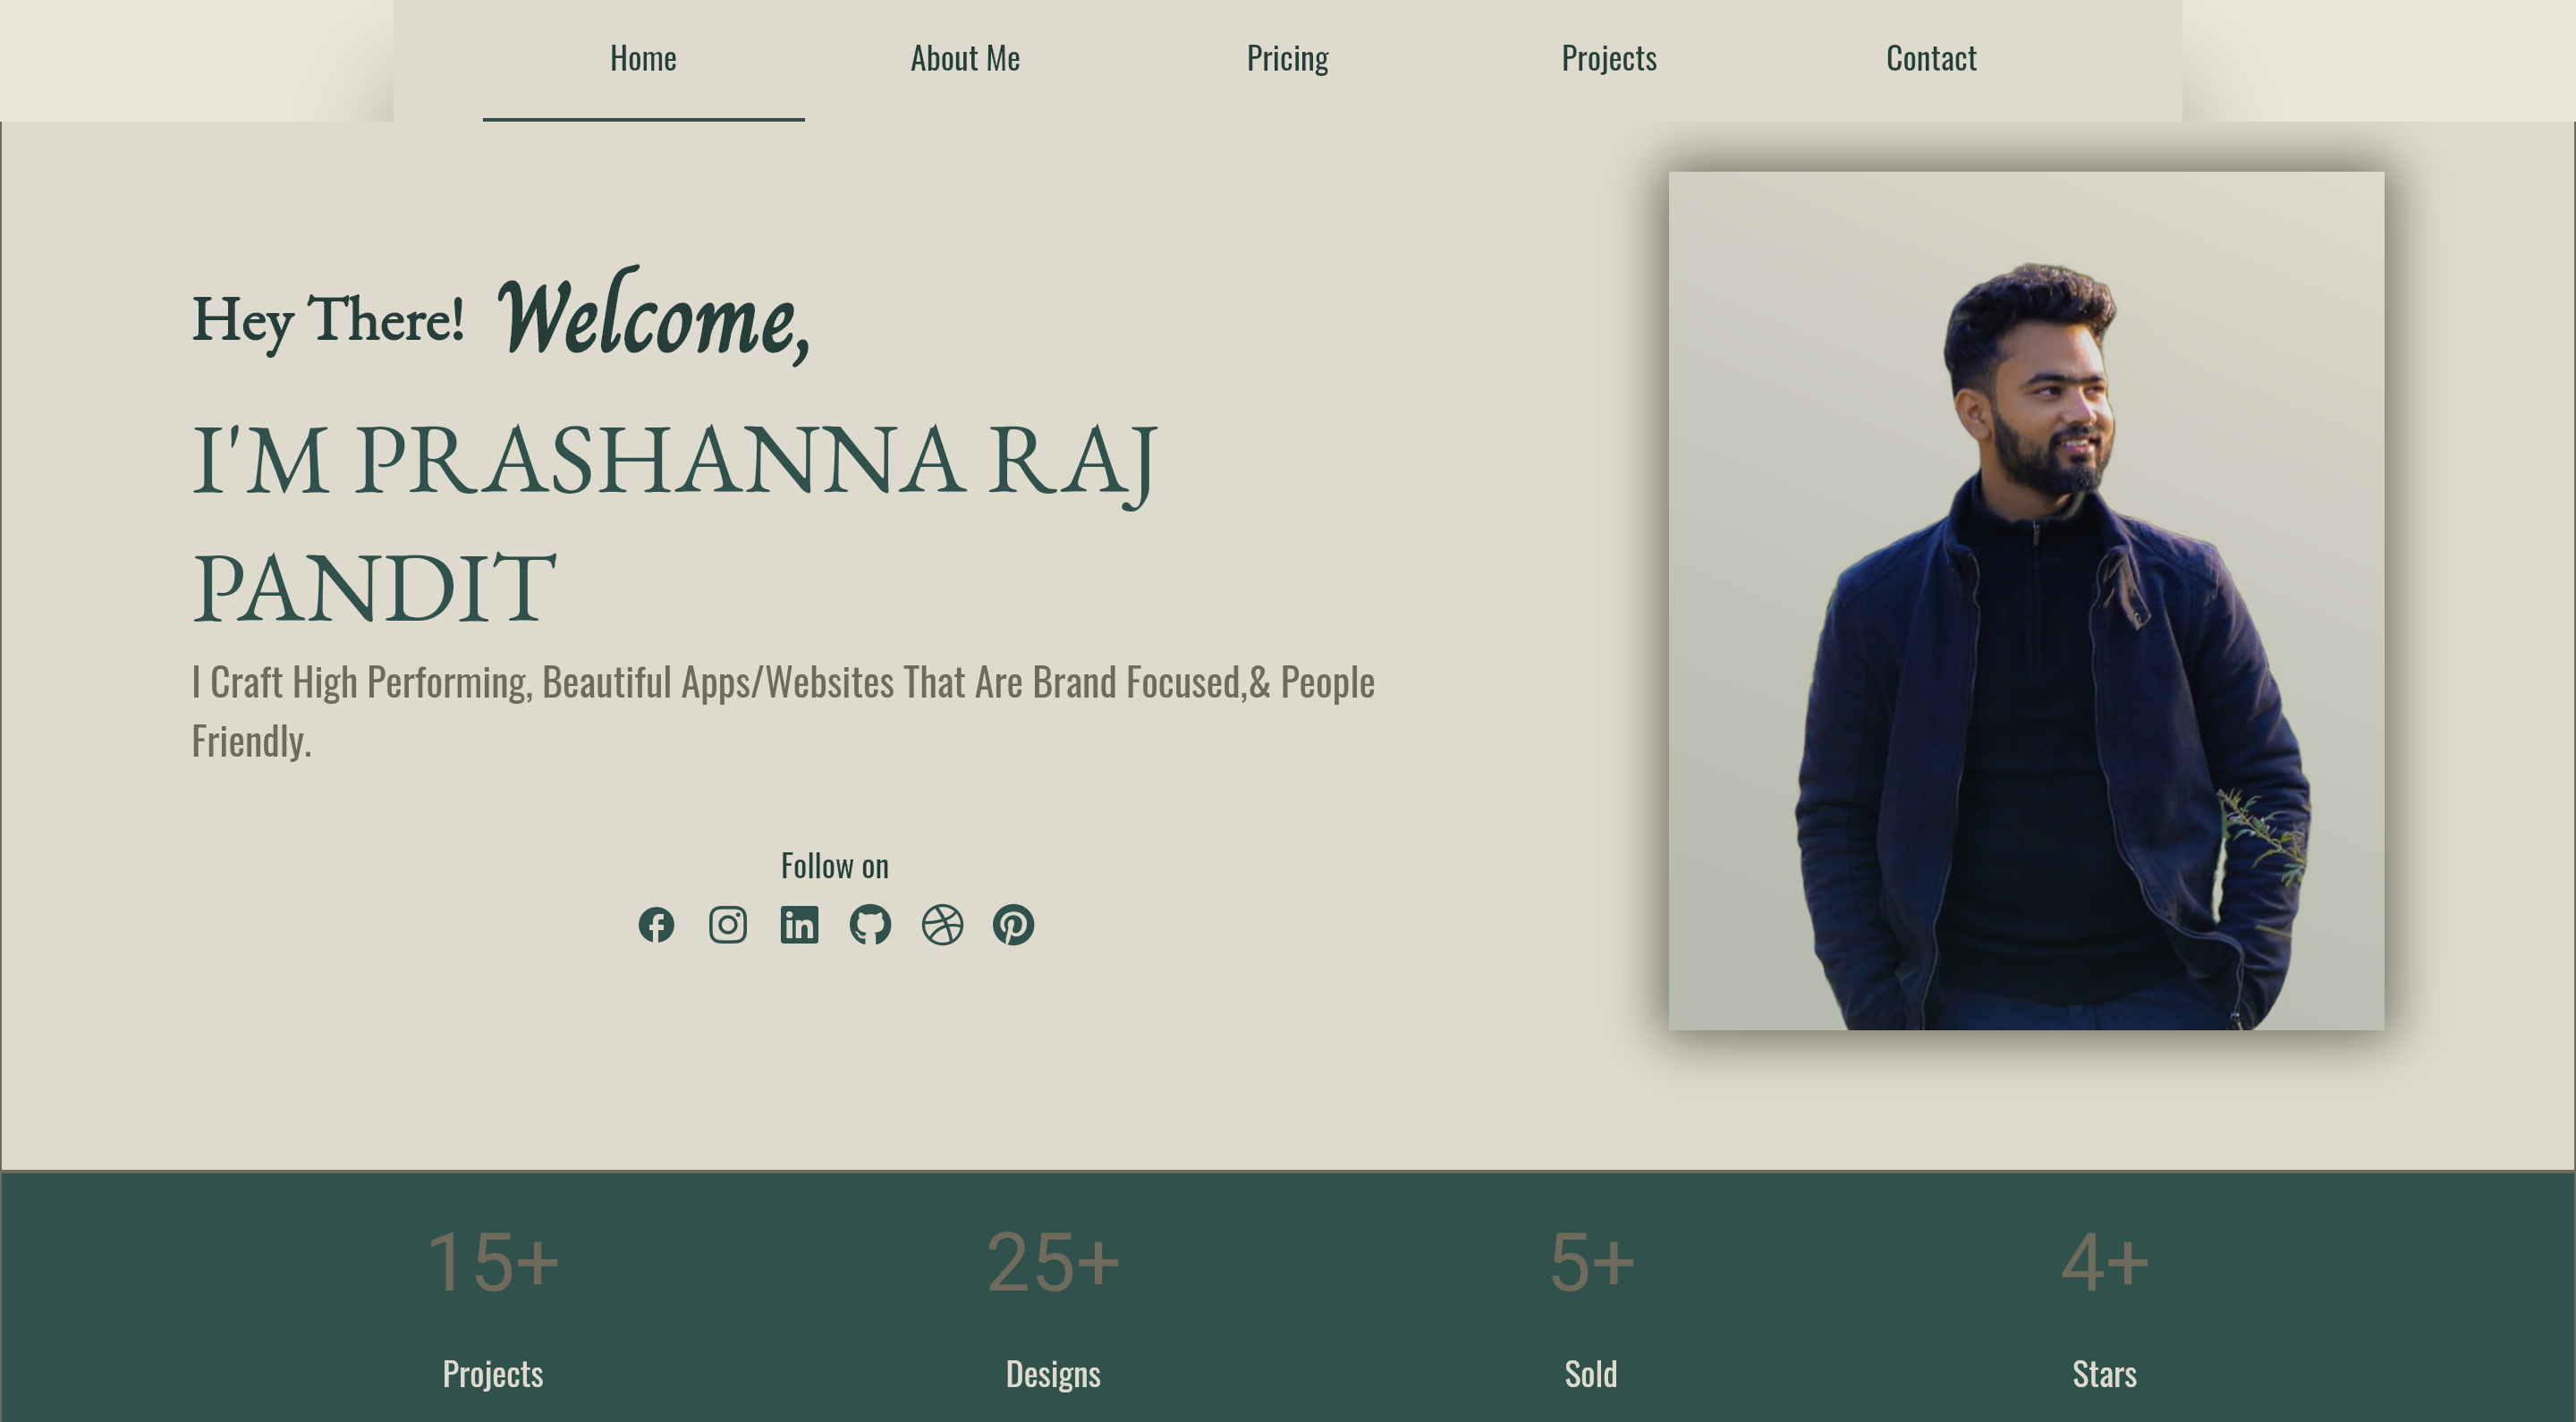 Home About Me Pricing Projects Contact
Hey There! Welcome,
I'M PRASHANNA RAJ
PANDIT
I Craft High Performing, Beautiful Apps/Websites That Are Brand Focused,& People
Friendly.
Follow on
15+ 25+ 5+ 4+
Projects Designs Sold Stars